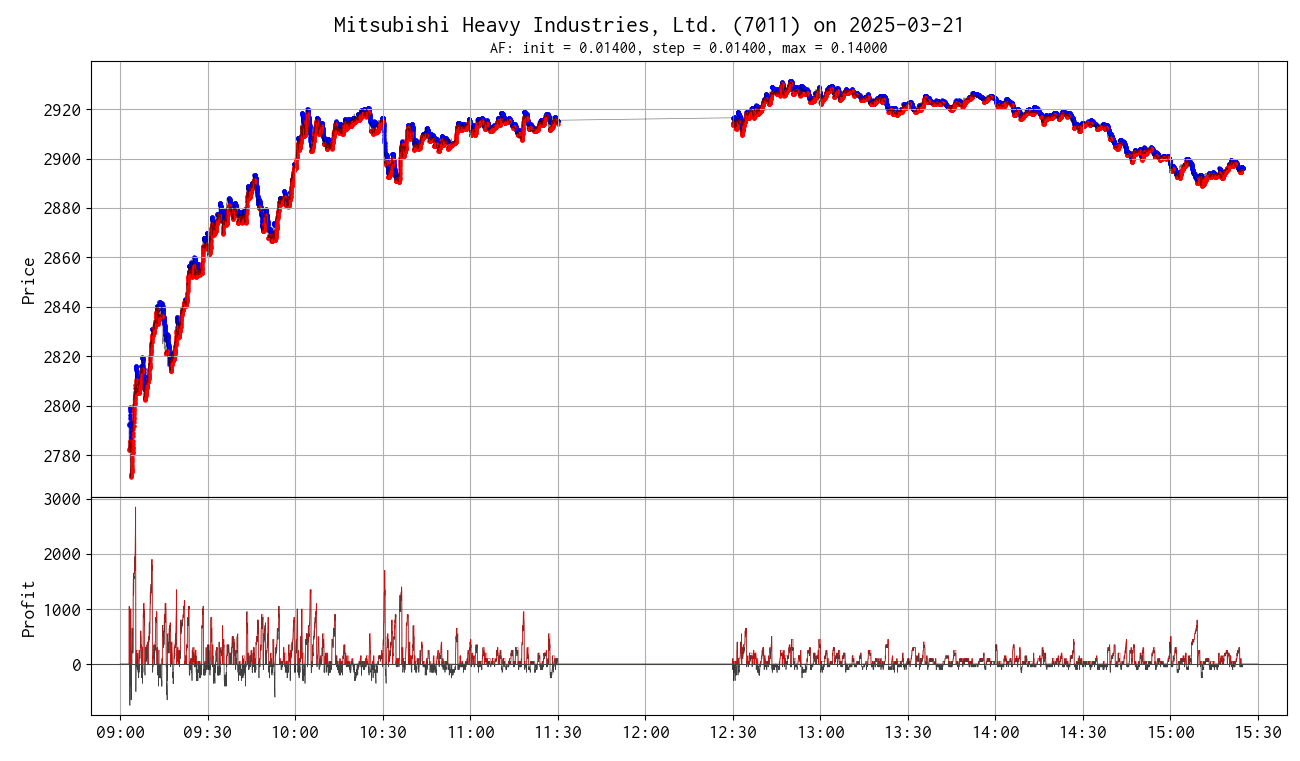 Mitsubishi Heavy Industries, Ltd. (7011) on 2025-03-21
AF: init = 0.01400, step = 0.01400, max = 0.14000
Price
2920
2900
2880
2860
2840
2820
2800
2780
Profit
3000
2000
1000
0
09:00 09:30 10:00 10:30 11:00 11:30 12:00 12:30 13:00 13:30 14:00 14:30 15:00 15:30